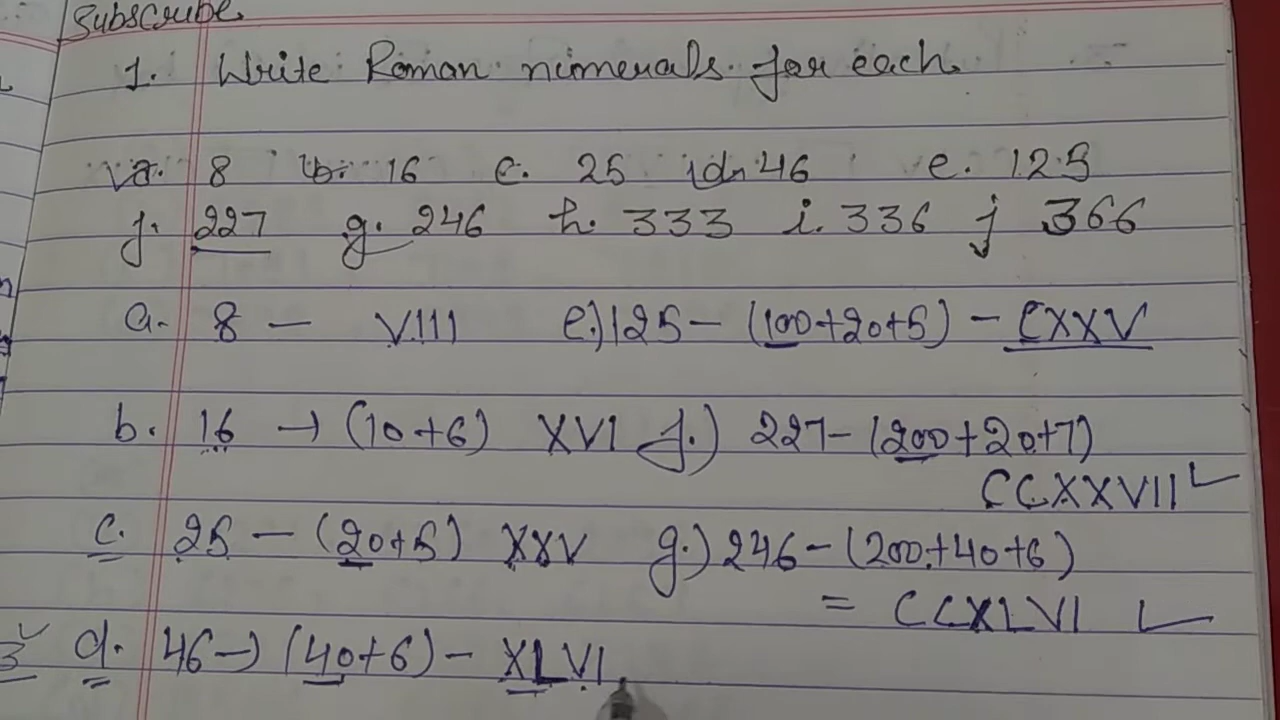 Subscribe
1. Write Roman numerals for each.
a. 8 b. 16 c. 25 d. 46 e. 125
f. 227 g. 246 h. 333 i. 336 j 366
a. 8 — VIII e.) 125 — (100+20+5) — CXXV
b. 16 → (10+6) XVI f.) 227 — (200+20+7)
CCXXVII
c. 25 — (20+5) XXV g.) 246 — (200+40+6)
= CCXLVI
d. 46 → (40+6) — XLVI